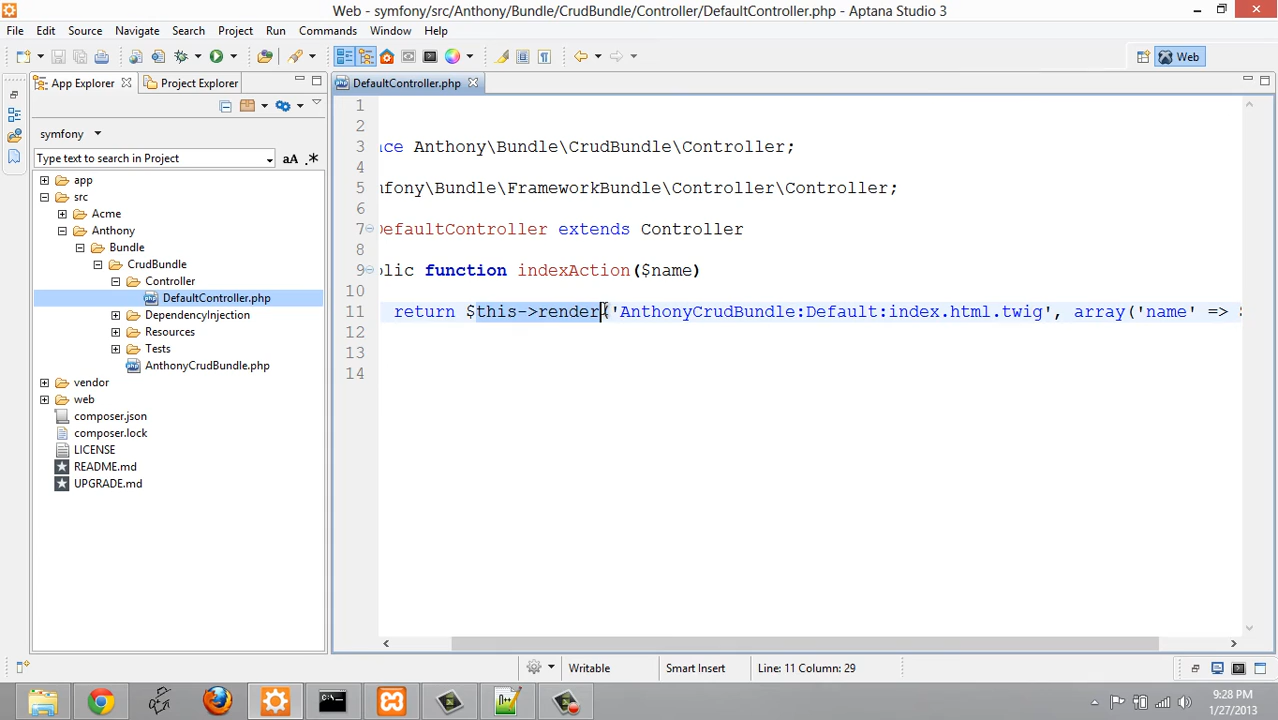 Web - symfony/src/Anthony/Bundle/CrudBundle/Controller/DefaultController.php - Aptana Studio 3
File Edit Source Navigate Search Project Run Commands Window Help
Web
App Explorer Project Explorer
DefaultController.php
symfony
Type text to search in Project
aA .*
app
src
Acme
Anthony
Bundle
CrudBundle
Controller
DefaultController.php
DependencyInjection
Resources
Tests
AnthonyCrudBundle.php
vendor
web
composer.json
composer.lock
LICENSE
README.md
UPGRADE.md
1
2
3 ace Anthony\Bundle\CrudBundle\Controller;
4
5 mfony\Bundle\FrameworkBundle\Controller\Controller;
6
7 DefaultController extends Controller
8
9 blic function indexAction($name)
10
11 return $this->render('AnthonyCrudBundle:Default:index.html.twig', array('name' => $
12
13
14
Writable Smart Insert Line: 11 Column: 29
9:28 PM
1/27/2013